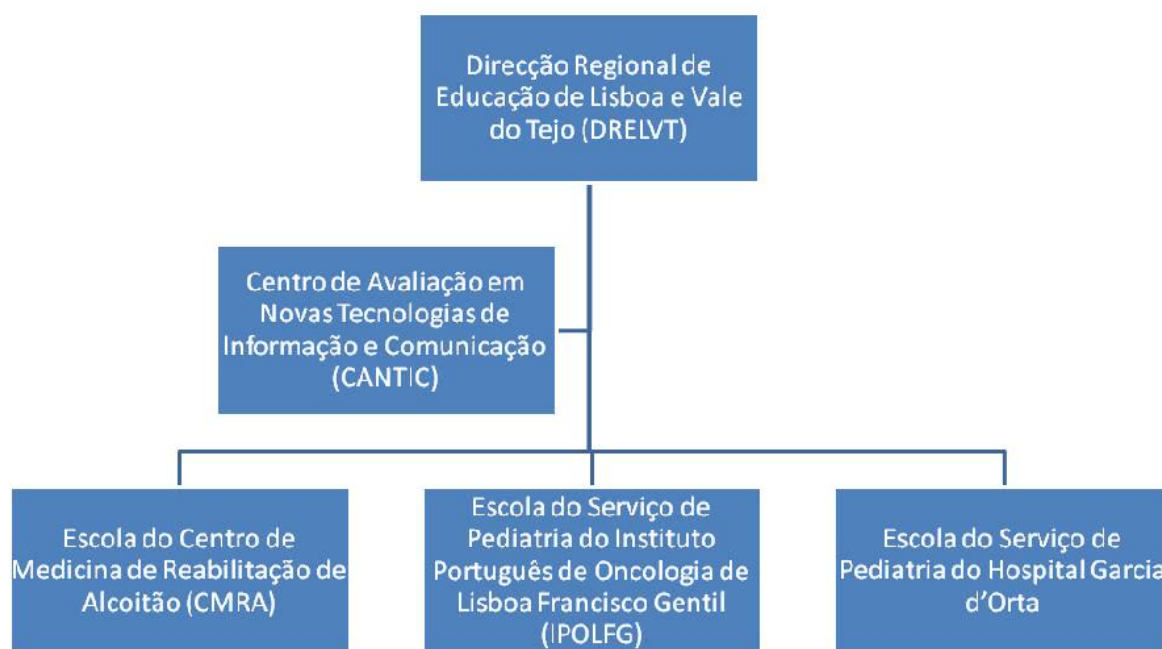 Direcção Regional de
Educação de Lisboa e Vale
do Tejo (DRELVT)
Centro de Avaliação em
Novas Tecnologias de
Informação e Comunicação
(CANTIC)
Escola do Centro de
Medicina de Reabilitação de
Alcoitão (CMRA)
Escola do Serviço de
Pediatria do Instituto
Português de Oncologia de
Lisboa Francisco Gentil
(IPOLFG)
Escola do Serviço de
Pediatria do Hospital Garcia
d’Orta